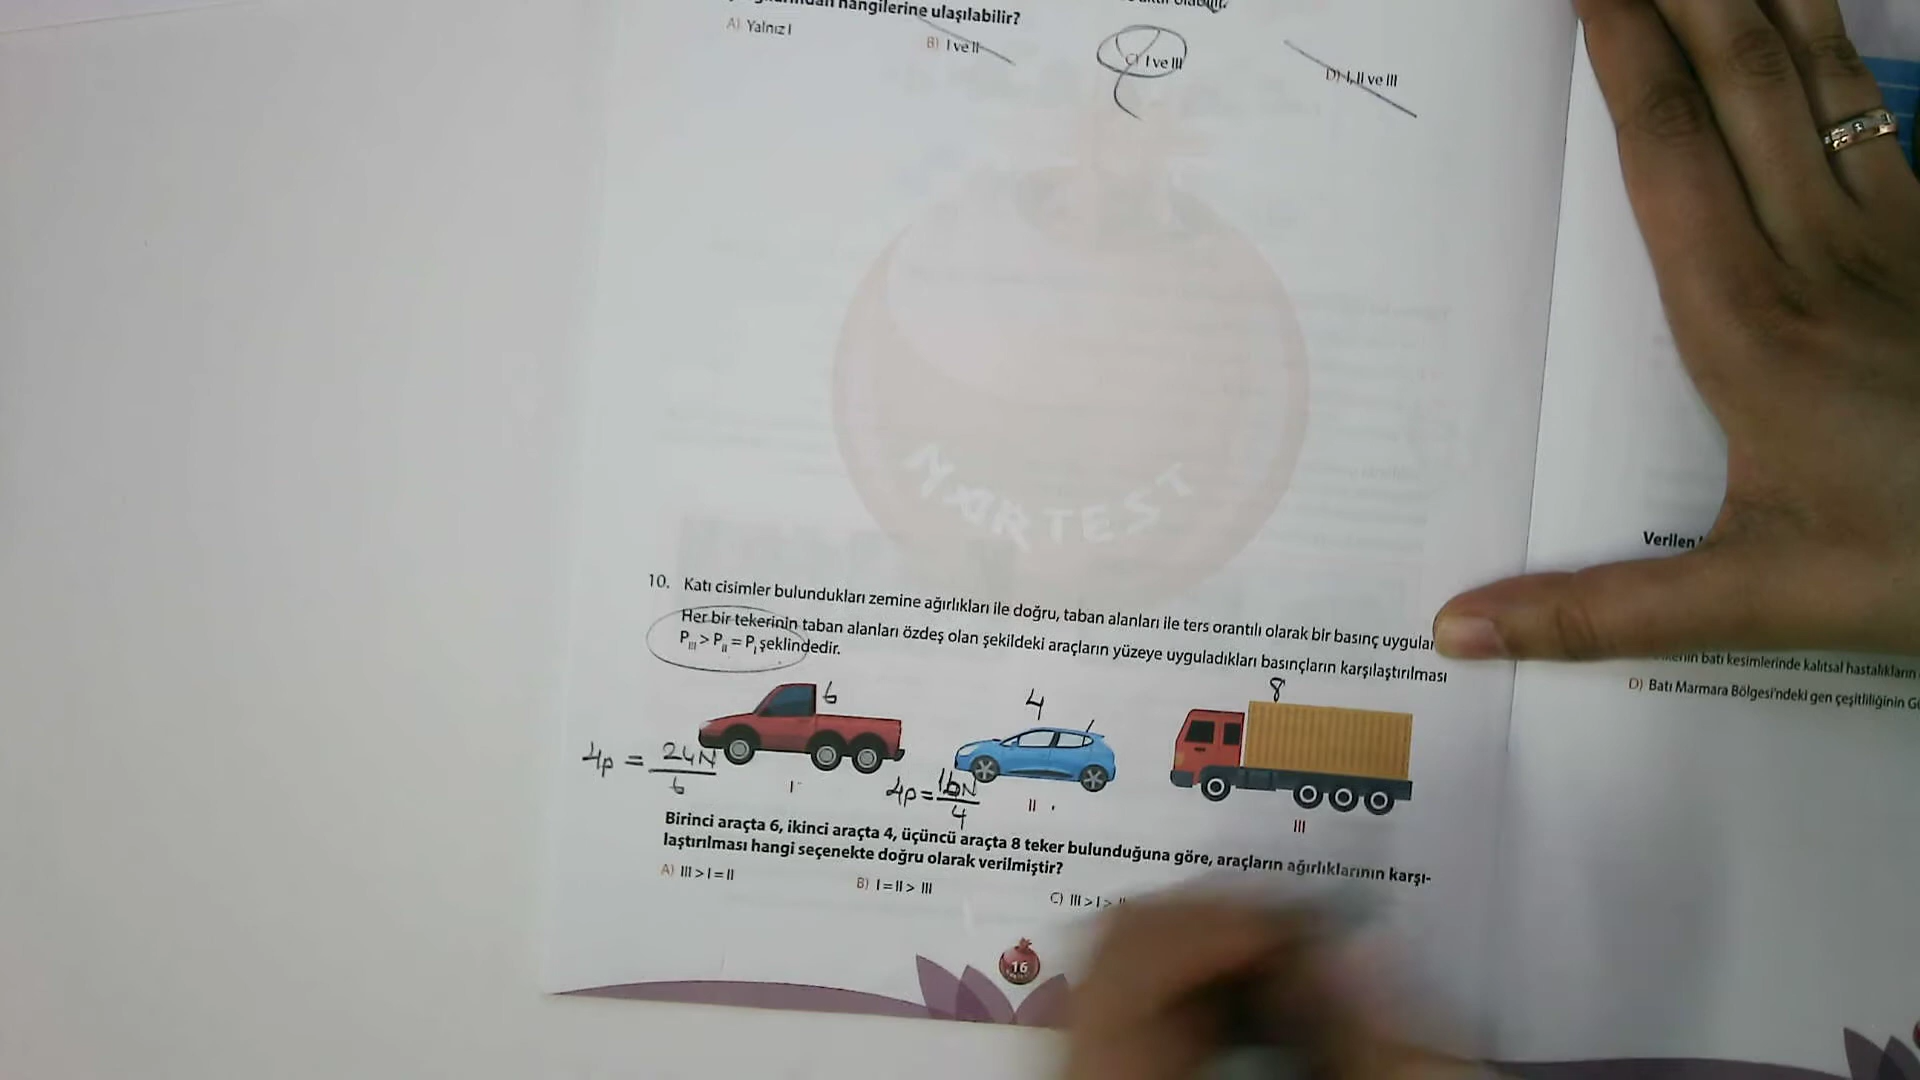 hangilerine ulaşılabilir?
A) Yalnız I
B) I ve II
C) I ve III
D) I, II ve III
NARTEST
10. Katı cisimler bulundukları zemine ağırlıkları ile doğru, taban alanları ile ters orantılı olarak bir basınç uygular
Her bir tekerinin taban alanları özdeş olan şekildeki araçların yüzeye uyguladıkları basınçların karşılaştırılması
PIII > PII = PI şeklindedir.
6
4
8
4p = 24N
6
4p = 16N
4
I
II
III
Birinci araçta 6, ikinci araçta 4, üçüncü araçta 8 teker bulunduğuna göre, araçların ağırlıklarının karşı-
laştırılması hangi seçenekte doğru olarak verilmiştir?
A) III > I = II
B) I = II > III
C) III > I >
16
Verilen
batı kesimlerinde kalıtsal hastalıkların
D) Batı Marmara Bölgesi'ndeki gen çeşitliliğinin